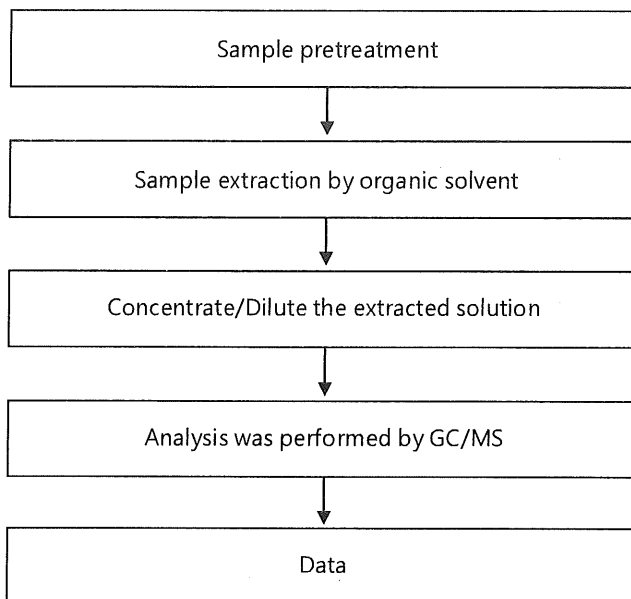 Sample pretreatment
Sample extraction by organic solvent
Concentrate/Dilute the extracted solution
Analysis was performed by GC/MS
Data